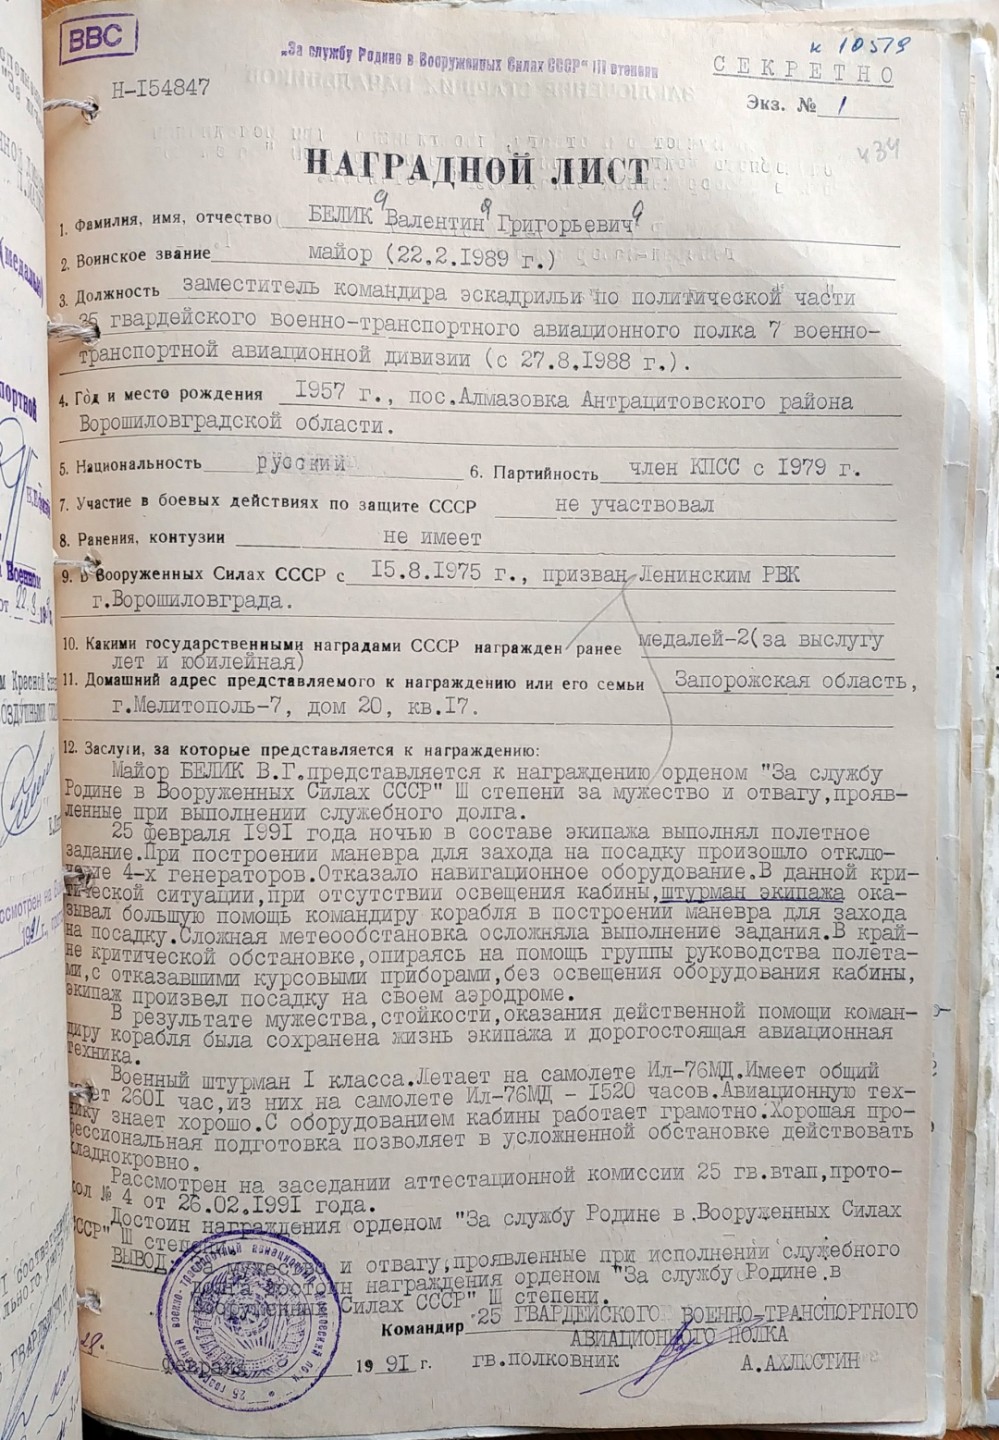 ВВС
"За службу Родине в Вооруженных Силах СССР" III степени
к 10579
СЕКРЕТНО
Н-I54847
Экз. № 1
434
НАГРАДНОЙ ЛИСТ
1. Фамилия, имя, отчество БЕЛИК Валентин Григорьевич
2. Воинское звание майор (22.2.1989 г.)
3. Должность заместитель командира эскадрильи по политической части
гвардейского военно-транспортного авиационного полка 7 военно-
транспортной авиационной дивизии (с 27.8.1988 г.).
4. Год и место рождения I957 г., пос.Алмазовка Антрацитовского района
Ворошиловградской области.
5. Национальность русский 6. Партийность член КПСС с I979 г.
7. Участие в боевых действиях по защите СССР не участвовал
8. Ранения, контузии не имеет
9. В Вооруженных Силах СССР с I5.8.I975 г., призван Ленинским РВК
г.Ворошиловграда.
10. Какими государственными наградами СССР награжден ранее медалей-2(за выслугу
лет и юбилейная)
11. Домашний адрес представляемого к награждению или его семьи Запорожская область,
г.Мелитополь-7, дом 20, кв.I7.
12. Заслуги, за которые представляется к награждению:
Майор БЕЛИК В.Г.представляется к награждению орденом "За службу
Родине в Вооруженных Силах СССР" Ш степени за мужество и отвагу,прояв-
ленные при выполнении служебного долга.
25 февраля I99I года ночью в составе экипажа выполнял полетное
задание.При построении маневра для захода на посадку произошло отклю-
чение 4-х генераторов.Отказало навигационное оборудование.В данной кри-
тической ситуации,при отсутствии освещения кабины,штурман экипажа ока-
зывал большую помощь командиру корабля в построении маневра для захода
на посадку.Сложная метеообстановка осложняла выполнение задания.В край-
не критической обстановке,опираясь на помощь группы руководства полета-
ми,с отказавшими курсовыми приборами,без освещения оборудования кабины,
экипаж произвел посадку на своем аэродроме.
В результате мужества,стойкости,оказания действенной помощи коман-
диру корабля была сохранена жизнь экипажа и дорогостоящая авиационная
техника.
Военный штурман I класса.Летает на самолете Ил-76МД.Имеет общий
налет 260I час,из них на самолете Ил-76МД - I520 часов.Авиационную тех-
нику знает хорошо.С оборудованием кабины работает грамотно.Хорошая про-
фессиональная подготовка позволяет в усложненной обстановке действовать
хладнокровно.
Рассмотрен на заседании аттестационной комиссии 25 гв.втап,прото-
кол № 4 от 26.02.I99I года.
Достоин награждения орденом "За службу Родине в Вооруженных Силах
СССР" Ш степени.
ВЫВОД: За мужество и отвагу,проявленные при исполнении служебного
долга достоин награждения орденом "За службу Родине в
Вооруженных Силах СССР" Ш степени.
Командир 25 ГВАРДЕЙСКОГО ВОЕННО-ТРАНСПОРТНОГО
АВИАЦИОННОГО ПОЛКА
февраля 1991 г. гв.полковник А.АХЛЮСТИН